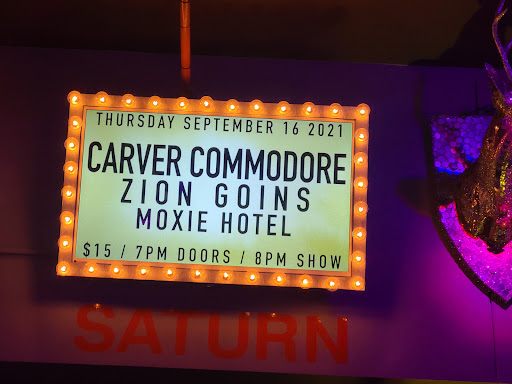 THURSDAY SEPTEMBER 16 2021
CARVER COMMODORE
ZION GOINS
MOXIE HOTEL
$15 / 7PM DOORS / 8PM SHOW
SATURN